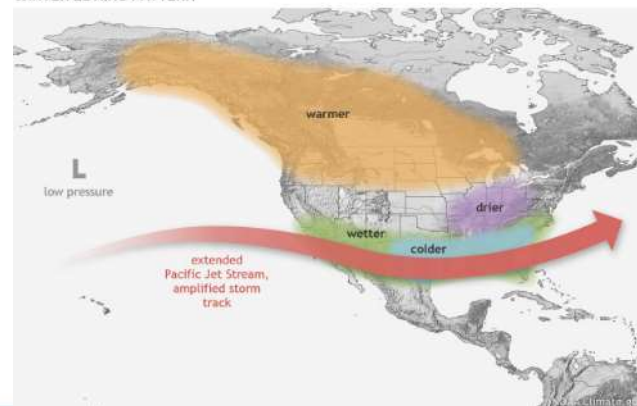 warmer
L
low pressure
drier
wetter
colder
extended
Pacific Jet Stream,
amplified storm
track